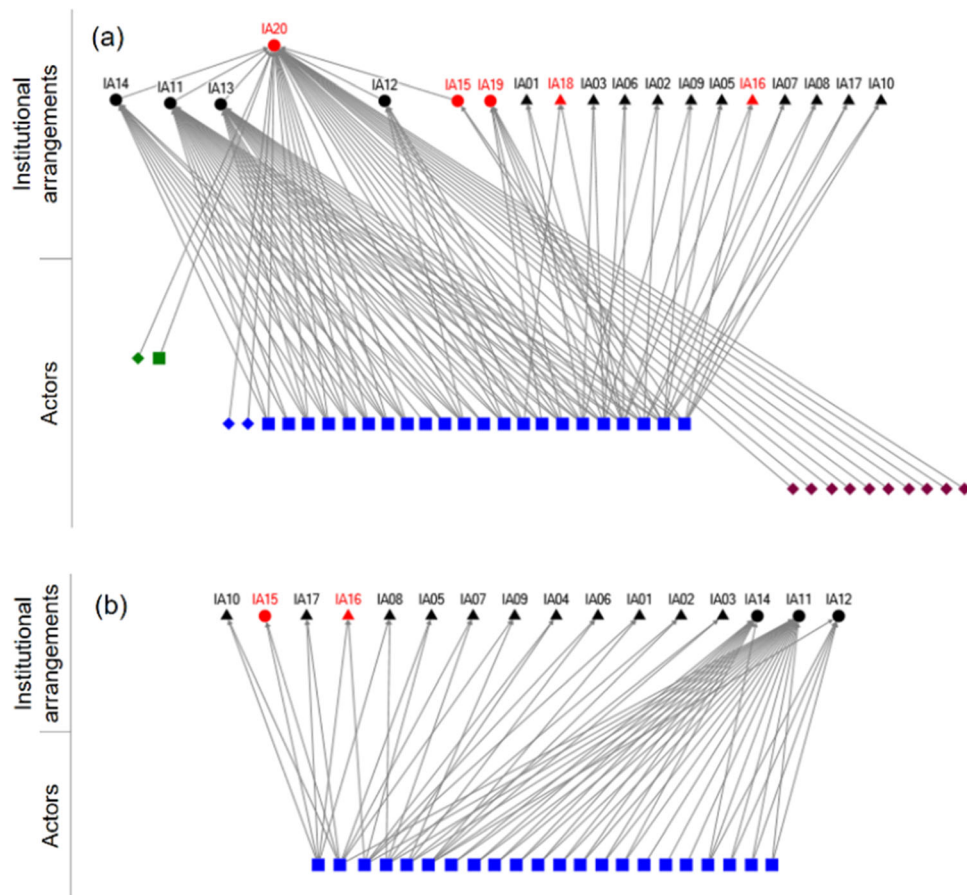 (a)
IA20
IA14 IA11 IA13 IA12 IA15 IA19 IA01 IA18 IA03 IA06 IA02 IA09 IA05 IA16 IA07 IA08 IA17 IA10
Institutional
arrangements
Actors
(b)
IA10 IA15 IA17 IA16 IA08 IA05 IA07 IA09 IA04 IA06 IA01 IA02 IA03 IA14 IA11 IA12
Institutional
arrangements
Actors